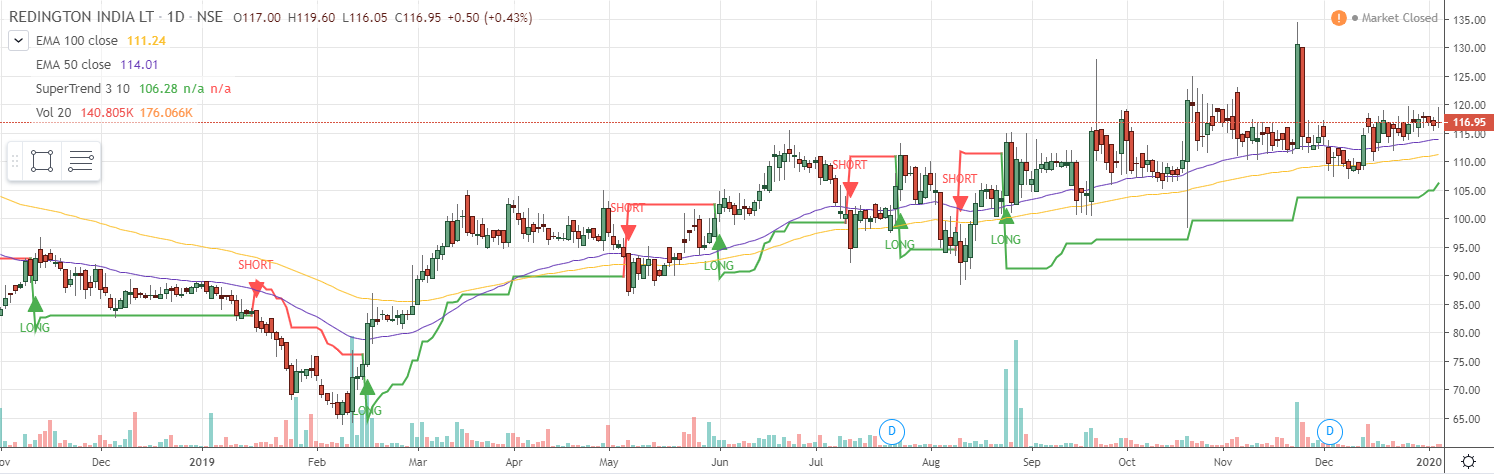 REDINGTON INDIA LT · 1D · NSE O117.00 H119.60 L116.05 C116.95 +0.50 (+0.43%)
! Market Closed
EMA 100 close 111.24
EMA 50 close 114.01
SuperTrend 3 10 106.28 n/a n/a
Vol 20 140.805K 176.066K
135.00
130.00
125.00
120.00
116.95
115.00
110.00
105.00
100.00
95.00
90.00
85.00
80.00
75.00
70.00
65.00
LONG
SHORT
LONG
SHORT
LONG
SHORT
LONG
SHORT
LONG
D
D
ov Dec 2019 Feb Mar Apr May Jun Jul Aug Sep Oct Nov Dec 2020